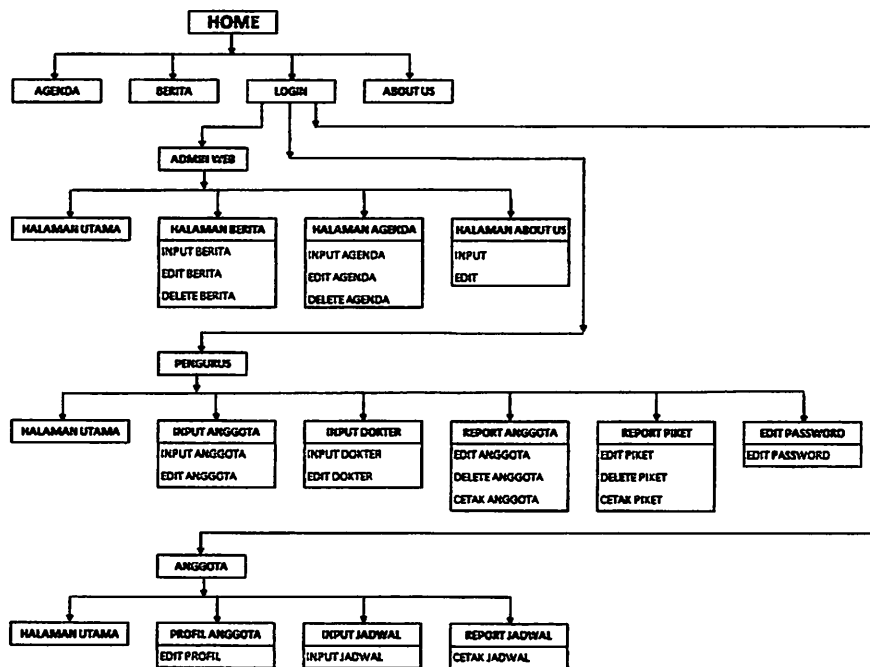 HOME
AGENDA
BERITA
LOGIN
ABOUT US
ADMIN WEB
HALAMAN UTAMA
HALAMAN BERITA
INPUT BERITA
EDIT BERITA
DELETE BERITA
HALAMAN AGENDA
INPUT AGENDA
EDIT AGENDA
DELETE AGENDA
HALAMAN ABOUT US
INPUT
EDIT
PENGURUS
HALAMAN UTAMA
INPUT ANGGOTA
INPUT ANGGOTA
EDIT ANGGOTA
INPUT DOKTER
INPUT DOKTER
EDIT DOKTER
REPORT ANGGOTA
EDIT ANGGOTA
DELETE ANGGOTA
CETAK ANGGOTA
REPORT PIKET
EDIT PIKET
DELETE PIKET
CETAK PIKET
EDIT PASSWORD
EDIT PASSWORD
ANGGOTA
HALAMAN UTAMA
PROFIL ANGGOTA
EDIT PROFIL
INPUT JADWAL
INPUT JADWAL
REPORT JADWAL
CETAK JADWAL